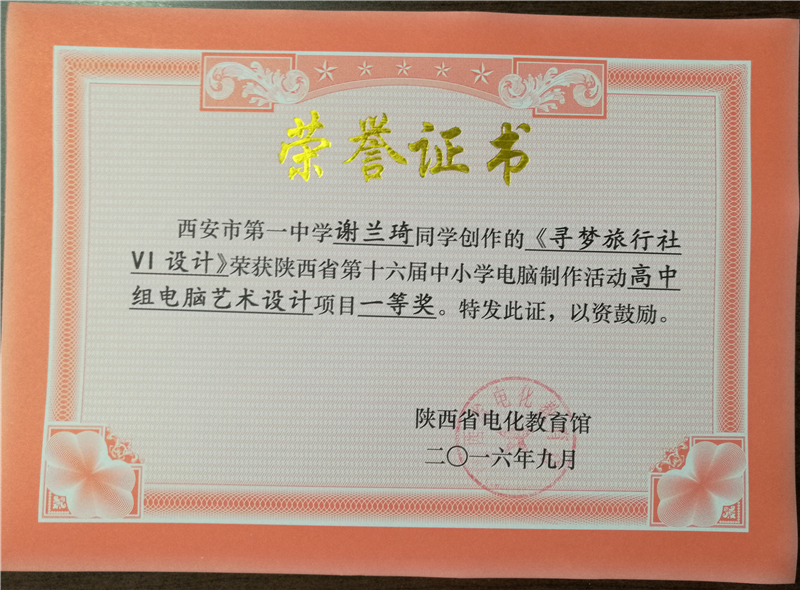 荣誉证书
西安市第一中学谢兰琦同学创作的《寻梦旅行社
VI设计》荣获陕西省第十六届中小学电脑制作活动高中
组电脑艺术设计项目一等奖。特发此证，以资鼓励。
陕西省电化教育馆
二〇一六年九月